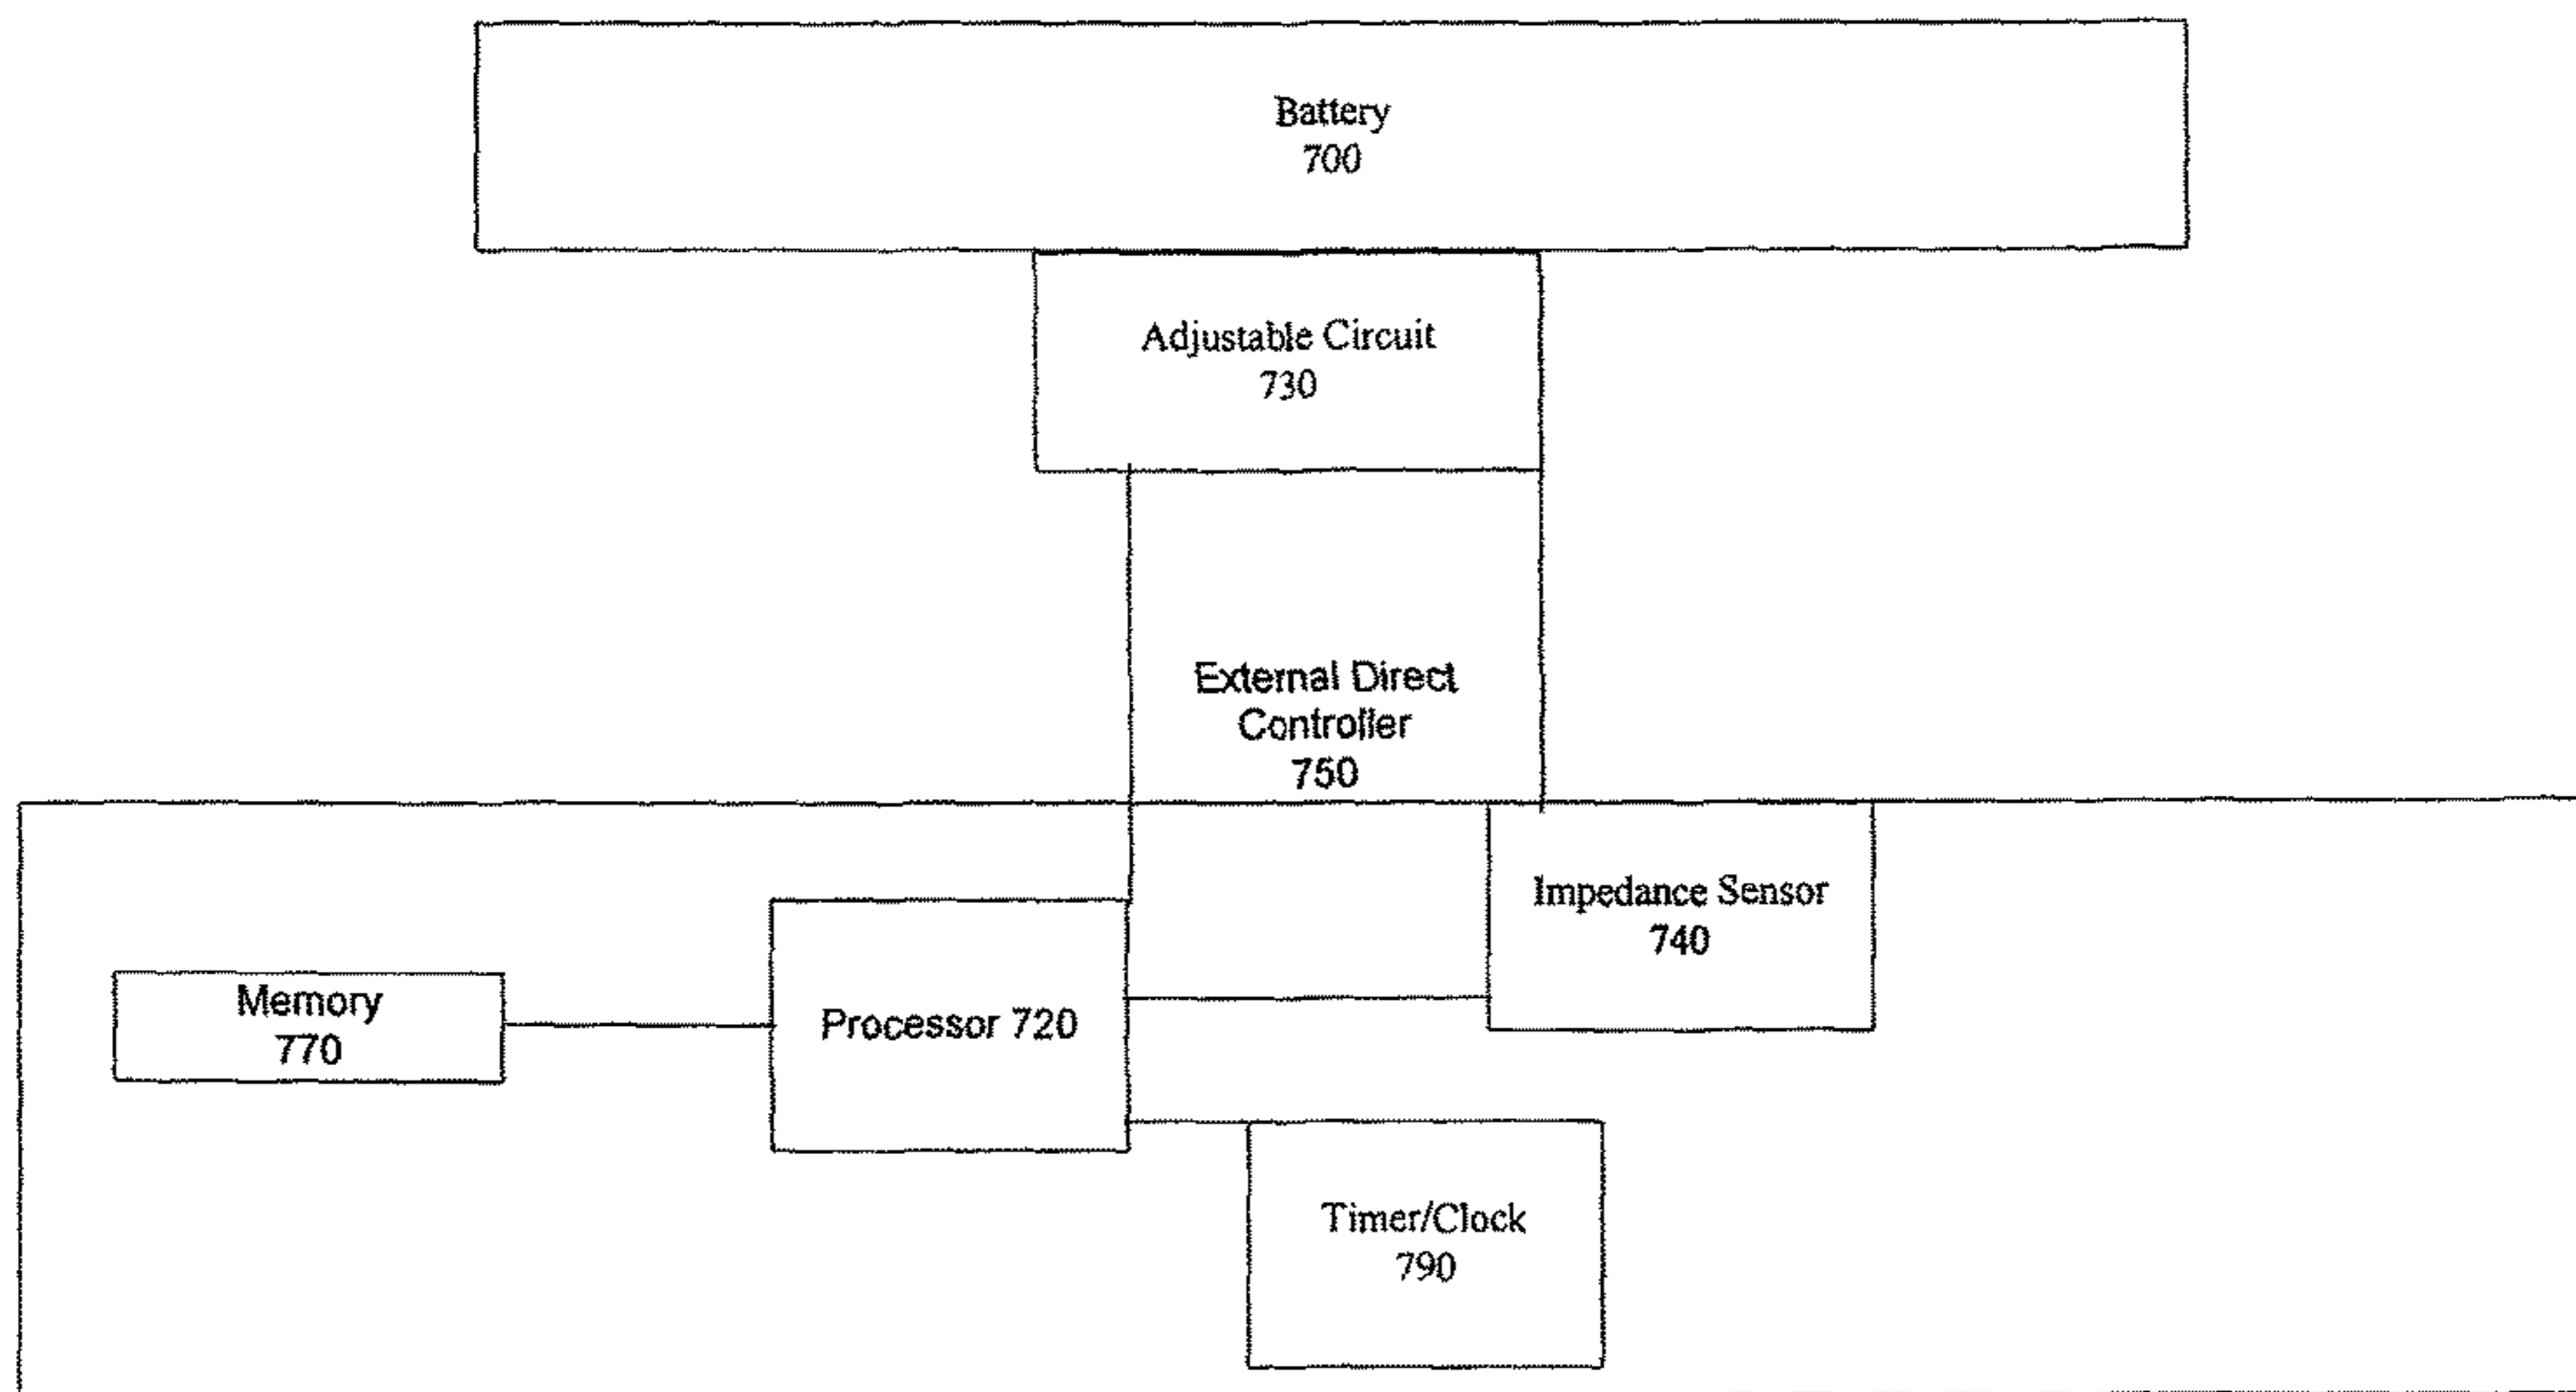 Battery
700
Adjustable Circuit
730
External Direct
Controller
750
Impedance Sensor
740
Memory
770
Processor 720
Timer/Clock
790